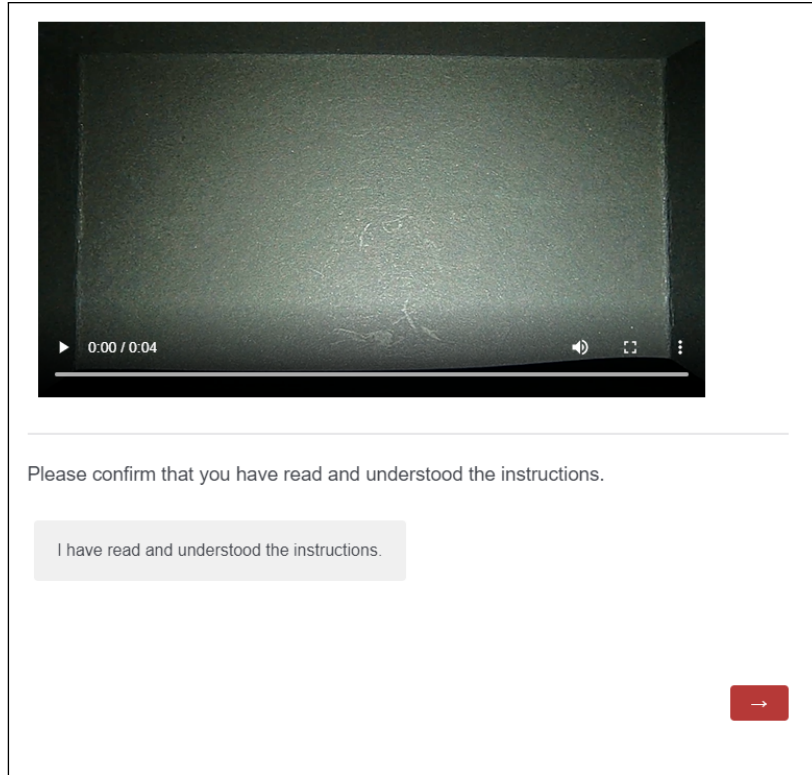 0:00 / 0:04
Please confirm that you have read and understood the instructions.
I have read and understood the instructions.
→